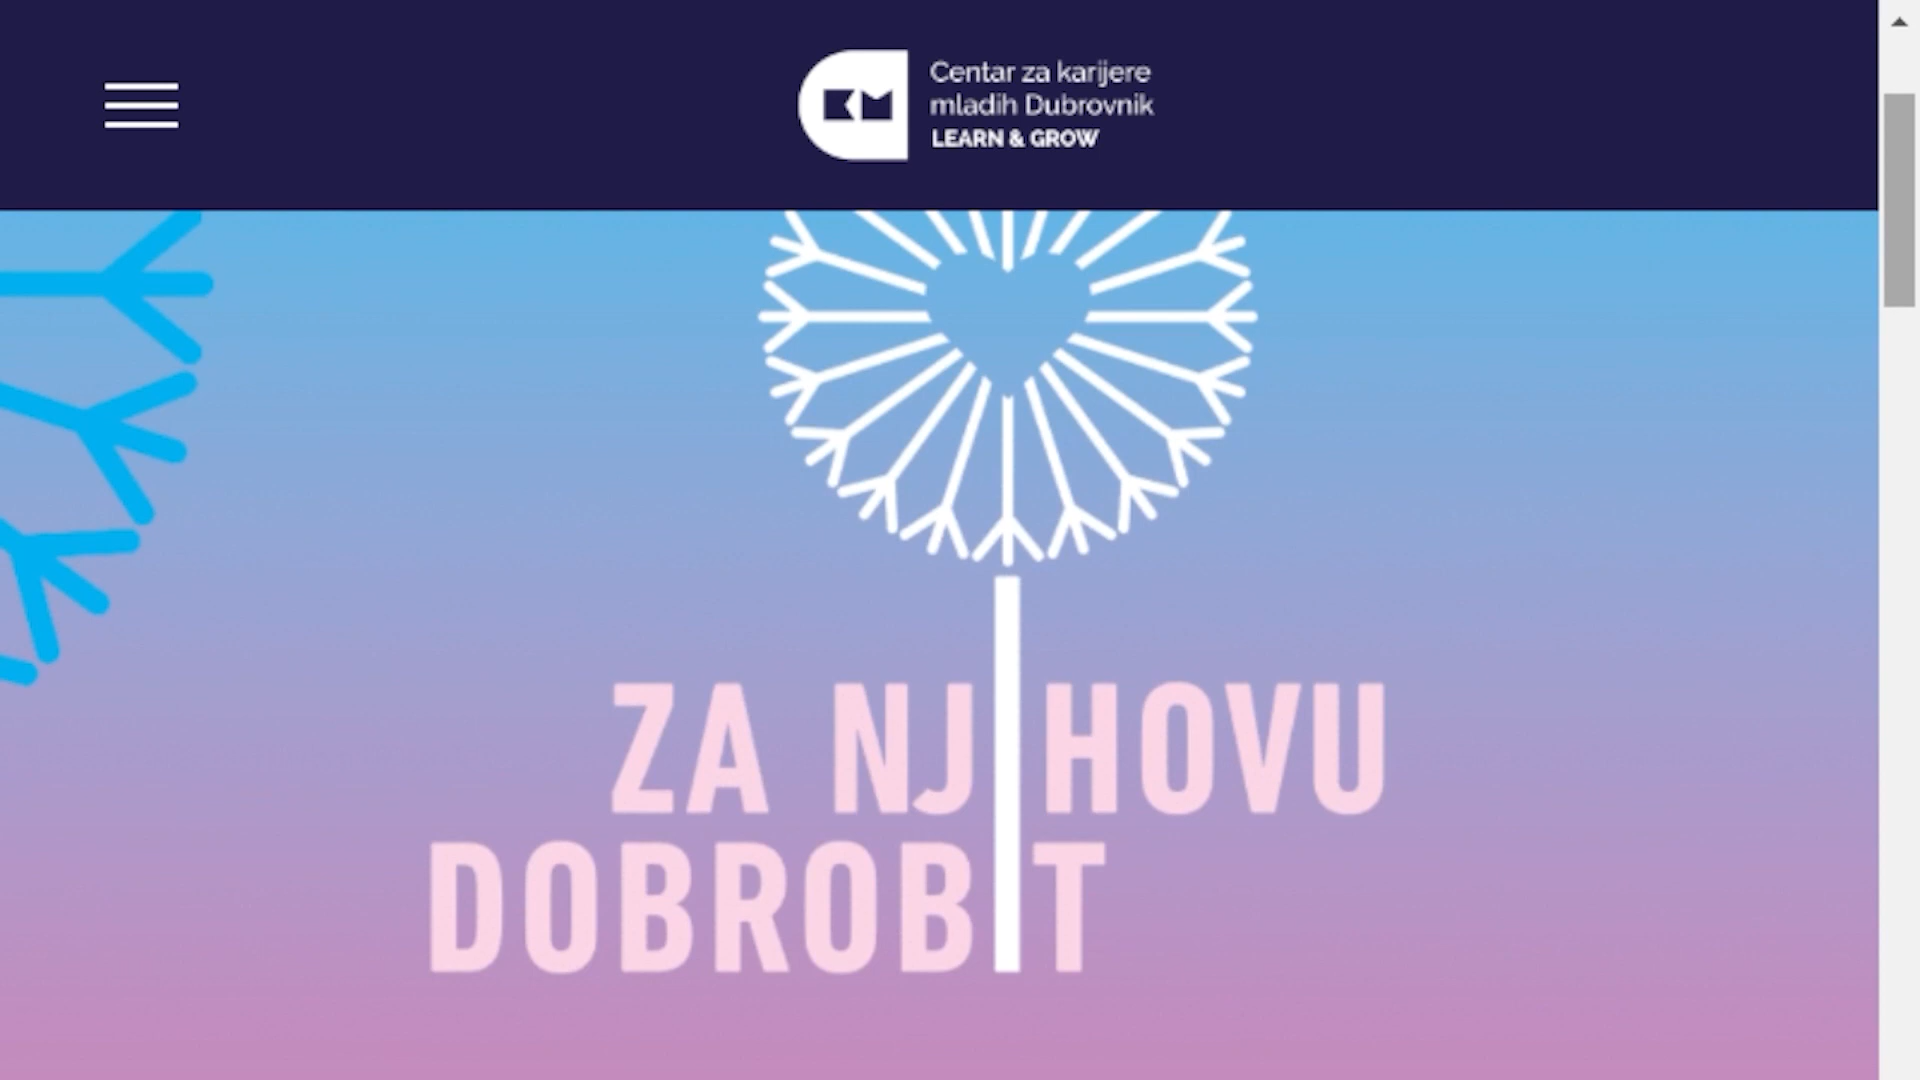 Centar za karijere
mladih Dubrovnik
LEARN & GROW
ZA NJIHOVU
DOBROBIT